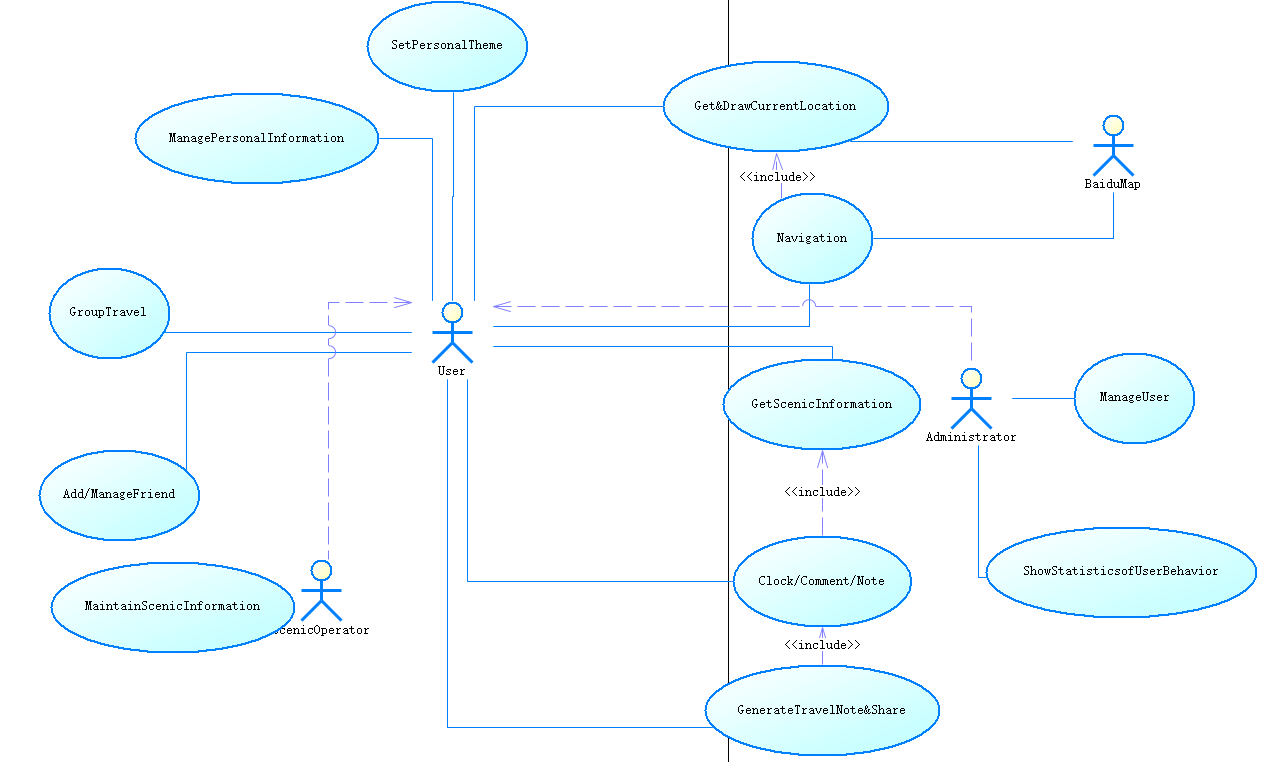 SetPersonalTheme
Get&DrawCurrentLocation
ManagePersonalInformation
<<include>>
BaiduMap
Navigation
GroupTravel
User
GetScenicInformation
ManageUser
Administrator
<<include>>
Add/ManageFriend
ShowStatisticsofUserBehavior
Clock/Comment/Note
MaintainScenicInformation
cenicOperator
<<include>>
GenerateTravelNote&Share